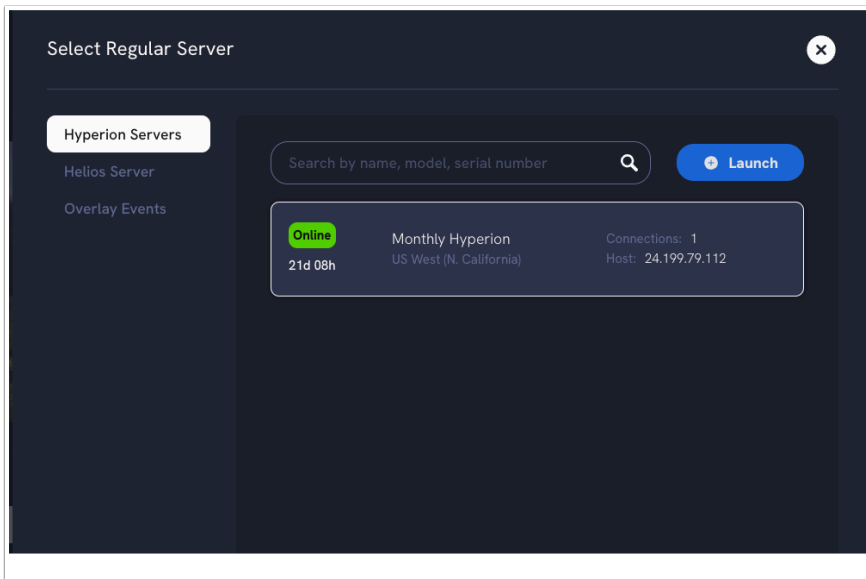 Select Regular Server
Hyperion Servers
Helios Server
Overlay Events
Search by name, model, serial number
Launch
Online
21d 08h
Monthly Hyperion
US West (N. California)
Connections: 1
Host: 24.199.79.112